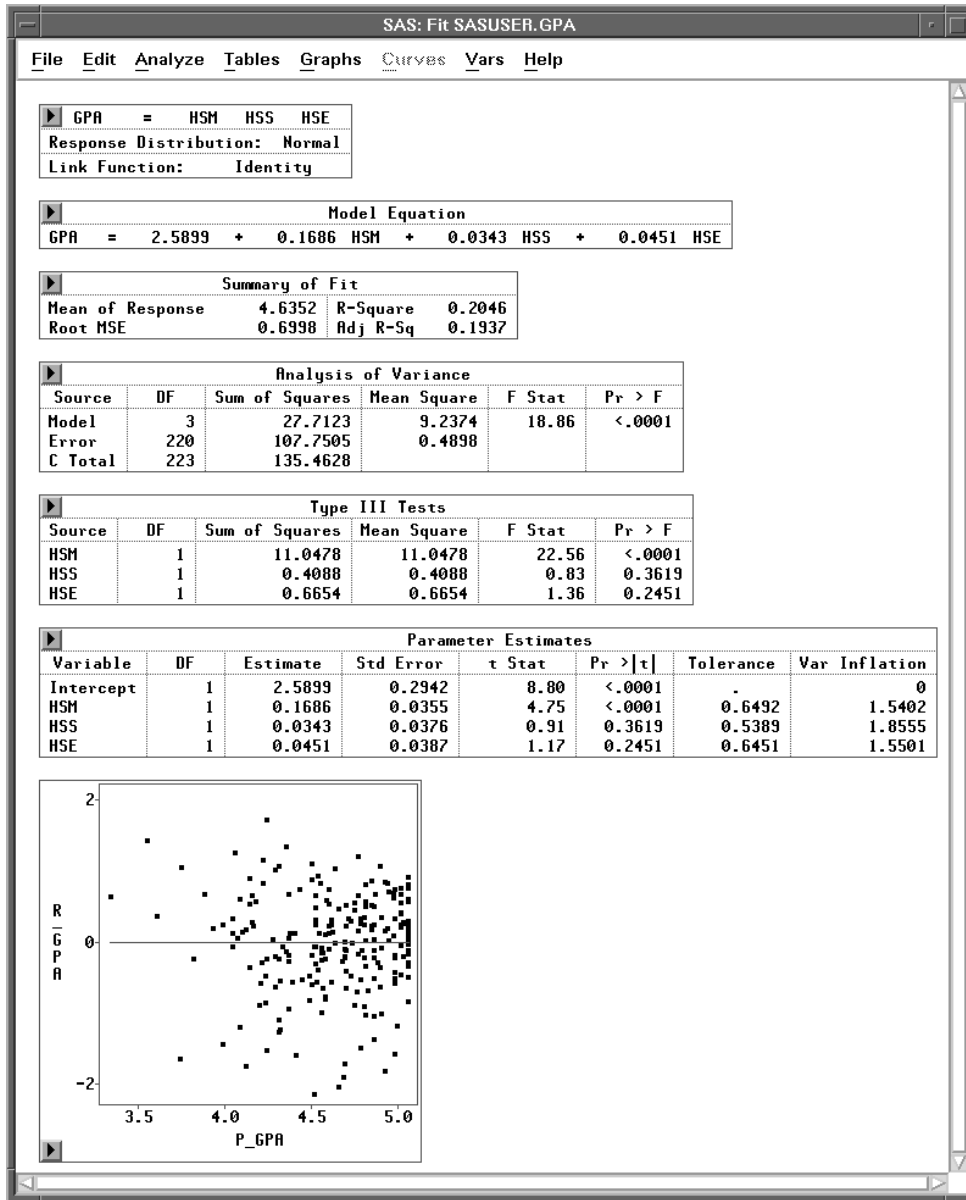 SAS: Fit SASUSER.GPA
File Edit Analyze Tables Graphs Curves Vars Help
GPA = HSM HSS HSE
Response Distribution: Normal
Link Function: Identity
Model Equation
GPA = 2.5899 + 0.1686 HSM + 0.0343 HSS + 0.0451 HSE
Summary of Fit
Mean of Response 4.6352 R-Square 0.2046
Root MSE 0.6998 Adj R-Sq 0.1937
Analysis of Variance
Source DF Sum of Squares Mean Square F Stat Pr > F
Model 3 27.7123 9.2374 18.86 <.0001
Error 220 107.7505 0.4898
C Total 223 135.4628
Type III Tests
Source DF Sum of Squares Mean Square F Stat Pr > F
HSM 1 11.0478 11.0478 22.56 <.0001
HSS 1 0.4088 0.4088 0.83 0.3619
HSE 1 0.6654 0.6654 1.36 0.2451
Parameter Estimates
Variable DF Estimate Std Error t Stat Pr >|t| Tolerance Var Inflation
Intercept 1 2.5899 0.2942 8.80 <.0001 . 0
HSM 1 0.1686 0.0355 4.75 <.0001 0.6492 1.5402
HSS 1 0.0343 0.0376 0.91 0.3619 0.5389 1.8555
HSE 1 0.0451 0.0387 1.17 0.2451 0.6451 1.5501
2
R_GPA
0
-2
3.5 4.0 4.5 5.0
P_GPA